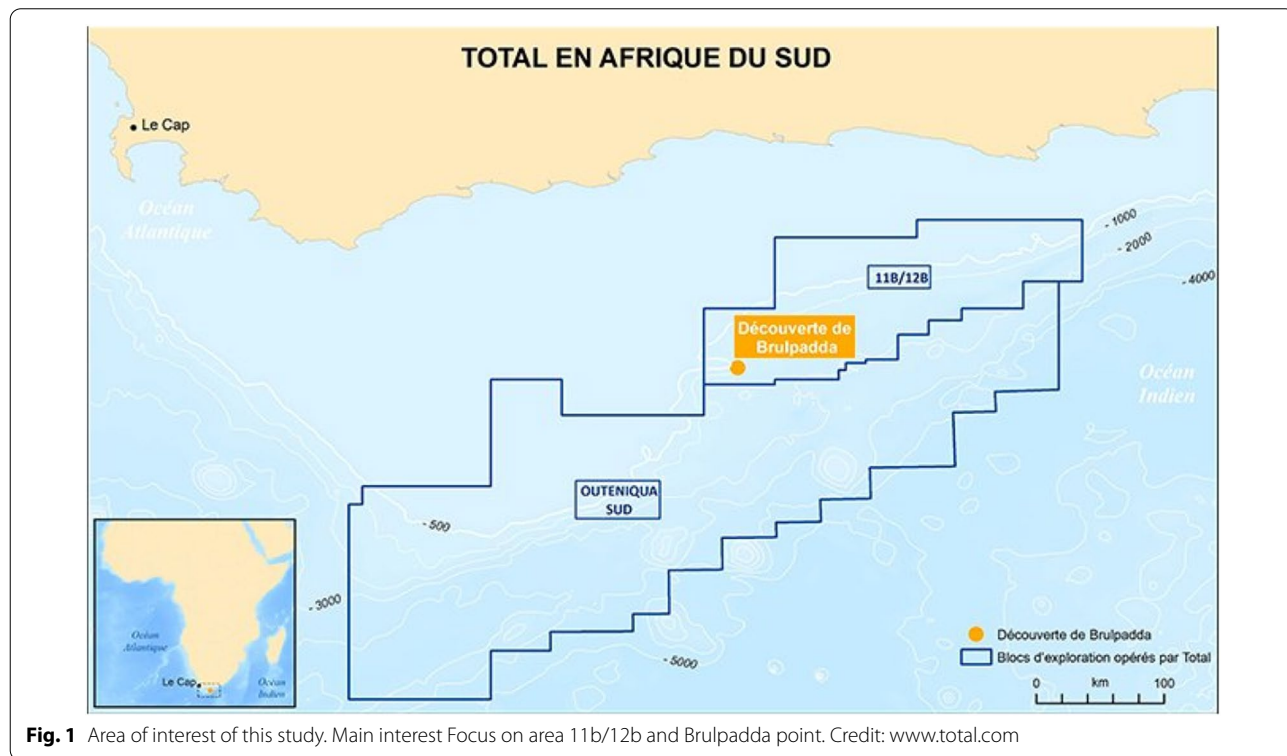 TOTAL EN AFRIQUE DU SUD
Le Cap
Océan
Atlantique
- 1000
- 2000
- 4000
11B/12B
Découverte de
Brulpadda
Océan
Indien
OUTENIQUA
SUD
- 500
- 3000
- 5000
Océan
Atlantique
Le Cap
Océan
Indien
Découverte de Brulpadda
Blocs d'exploration opérés par Total
0 km 100
Fig. 1 Area of interest of this study. Main interest Focus on area 11b/12b and Brulpadda point. Credit: www.total.com